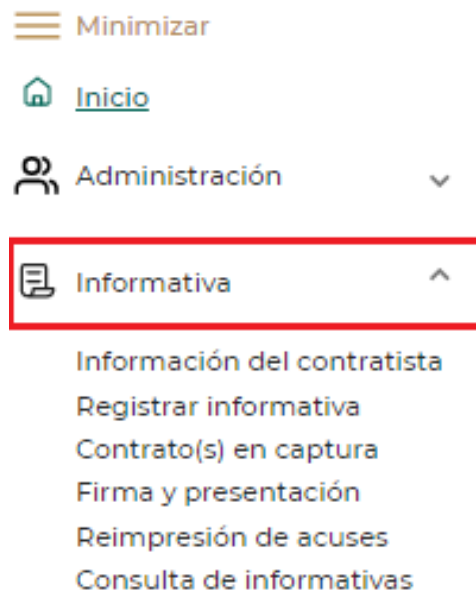 Minimizar
Inicio
Administración
Informativa
Información del contratista
Registrar informativa
Contrato(s) en captura
Firma y presentación
Reimpresión de acuses
Consulta de informativas